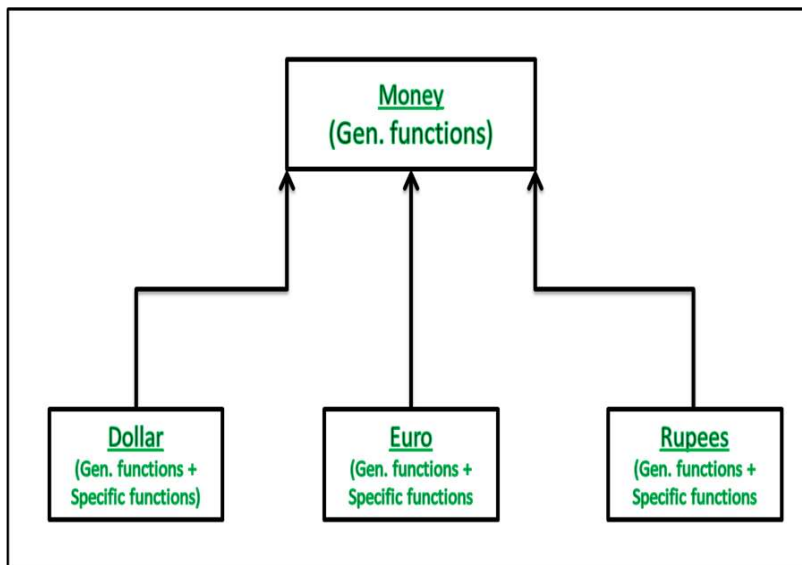 Money
(Gen. functions)
Dollar
(Gen. functions +
Specific functions)
Euro
(Gen. functions +
Specific functions
Rupees
(Gen. functions +
Specific functions